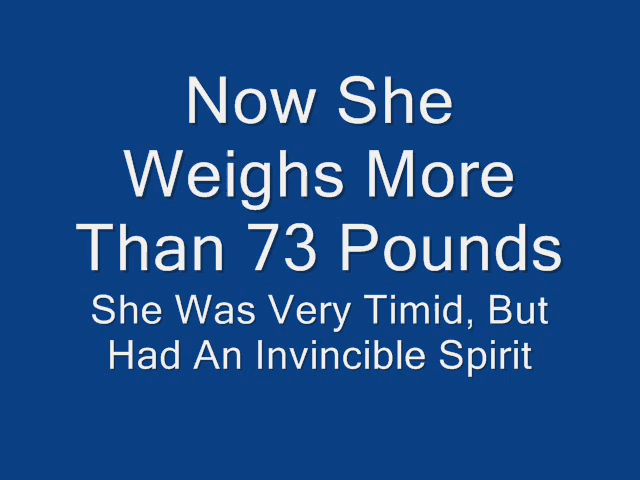 Now She
Weighs More
Than 73 Pounds
She Was Very Timid, But
Had An Invincible Spirit